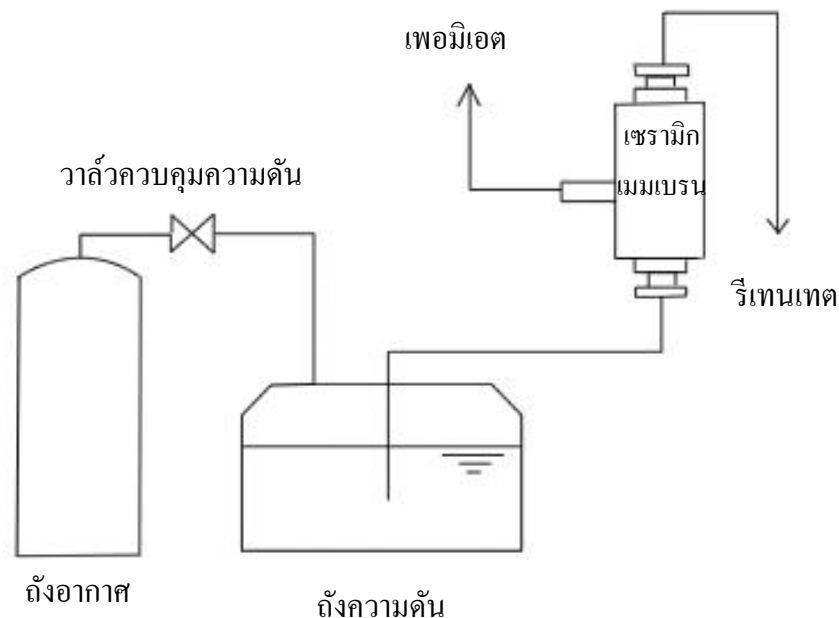 เพอมิเอต
เซรามิก
เมมเบรน
วาล์วควบคุมความดัน
รีเทนเทต
ถังอากาศ
ถังความดัน